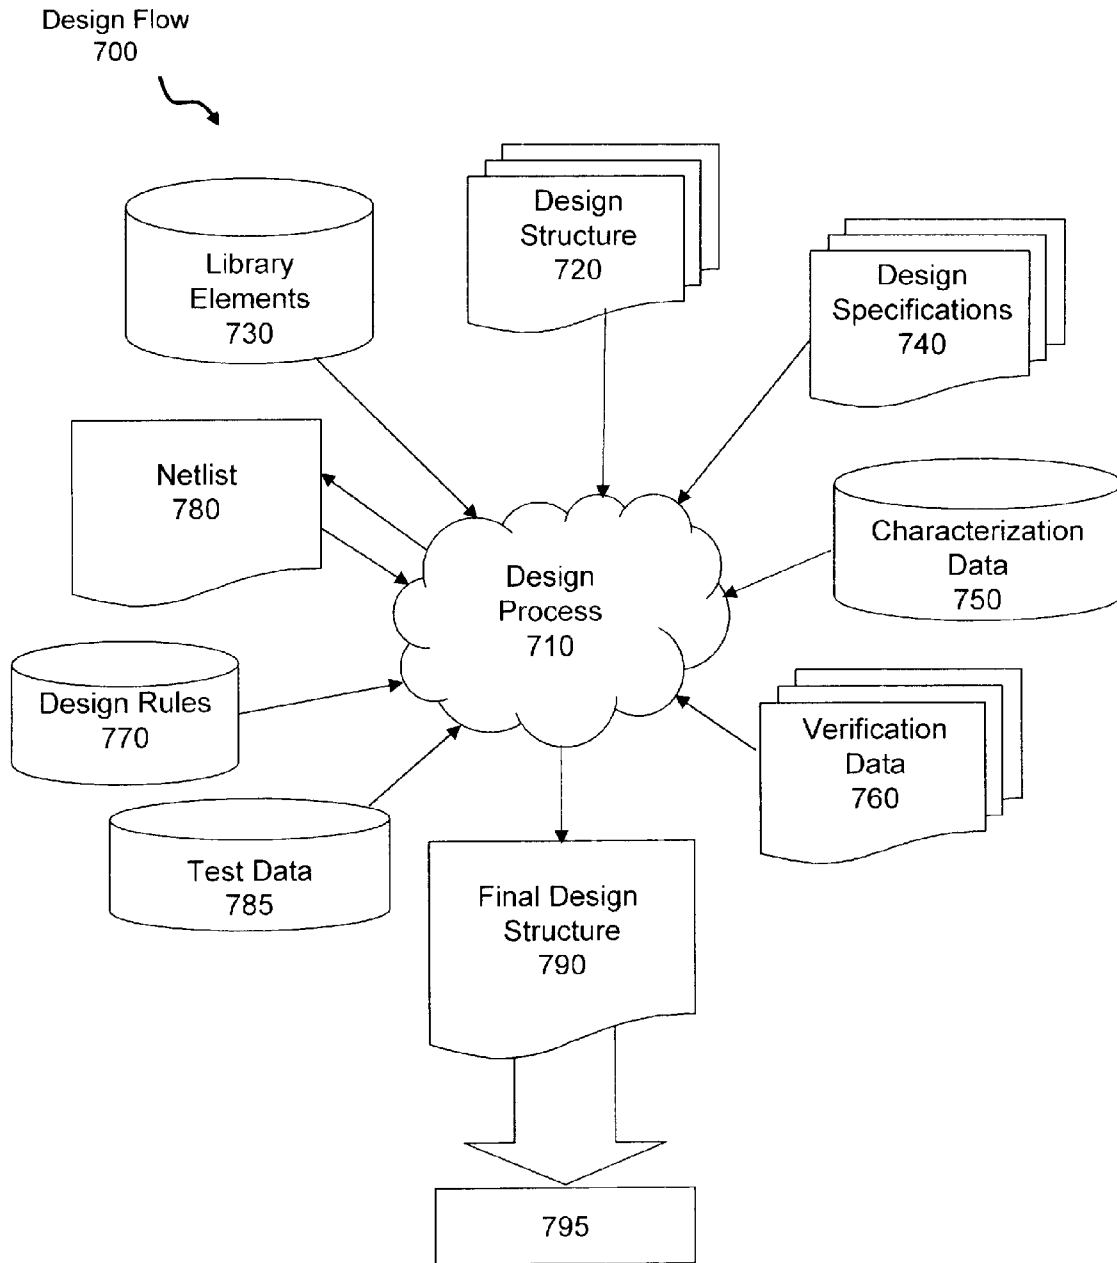 Design Flow
700
Design
Structure
720
Library
Elements
730
Design
Specifications
740
Netlist
780
Characterization
Data
750
Design
Process
710
Design Rules
770
Verification
Data
760
Test Data
785
Final Design
Structure
790
795